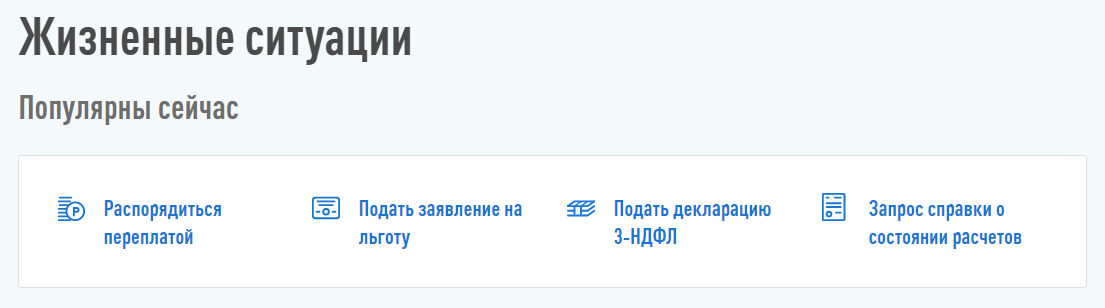 Жизненные ситуации
Популярны сейчас
Распорядиться
переплатой
Подать заявление на
льготу
Подать декларацию
3-НДФЛ
Запрос справки о
состоянии расчетов